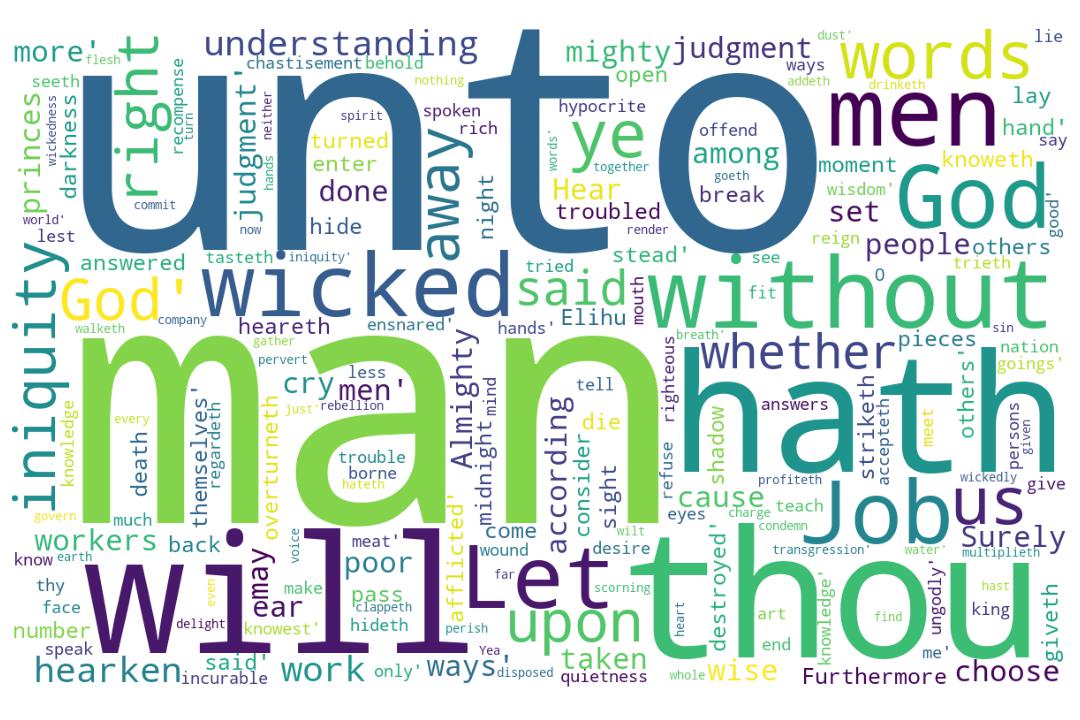 unto
man
will
hath
thou
men
God
words
without
wicked
Job
us
Let
upon
ye
said
God'
right
away
iniquity
understanding
mighty
judgment
more'
flesh
seeth
chastisement
behold
nothing
open
ways
dust'
addeth
drinketh
lie
lay
hand'
say
knoweth
moment
wisdom'
set
people
others
good'
reign
trieth
O
see
fit
princes
wickedness
darkness
recompense
turn
judgment'
neither
hands
spirit
turned
enter
done
hide
now
commit
world'
lest
answered
tasteth
iniquity'
night
spoken
rich
hypocrite
words'
together
Hear
troubled
render
offend
among
goeth
break
stead'
tried
mouth
Elihu
hands'
ensnared'
heareth
company
walketh
gather
pervert
less
cry
men'
just'
rebellion
trouble
borne
hateth
Almighty
mind
midnight
according
consider
die
tell
sight
righteous
breath'
whether
pieces
sin
nation
goings'
others'
meet
persons
given
striketh
accepteth
answers
shadow
refuse
profiteth
wickedly
give
cause
teach
eyes
charge
condemn
wilt
knowledge
every
death
themselves'
regardeth
overturneth
govern
much
workers
back
know
earth
thy
face
number
speak
hearken
incurable
said'
delight
even
may
ear
voice
make
knowest'
meat'
poor
pass
clappeth
hideth
afflicted'
perish
come
wound
far
desire
scorning
heart
destroyed'
transgression'
water'
multiplieth
Surely
hast
king
ungodly'
giveth
me'
find
art
end
knowledge'
wise
whole
taken
quietness
disposed
Yea
ways'
only'
work
Furthermore
choose